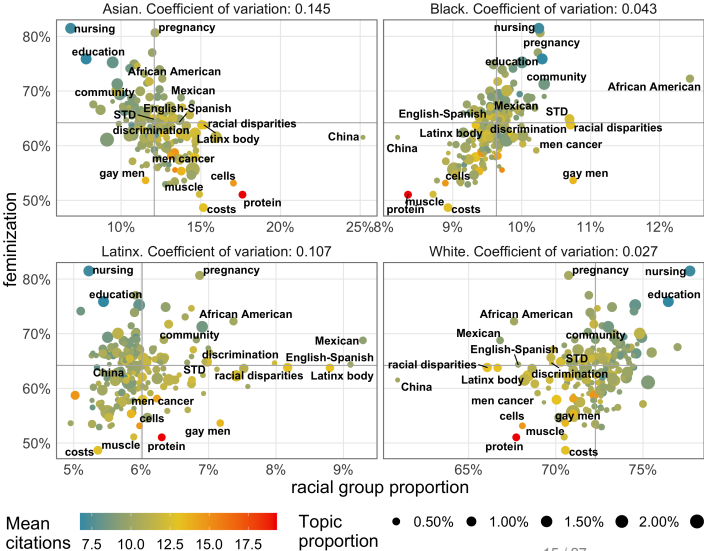 Asian. Coefficient of variation: 0.145
Black. Coefficient of variation: 0.043
feminization
80%
70%
60%
50%
nursing
pregnancy
education
African American
community
Mexican
STD
English-Spanish
racial disparities
discrimination
Latinx body
China
men cancer
gay men
cells
muscle
protein
costs
10%
15%
20%
25%
nursing
pregnancy
education
community
African American
Mexican
English-Spanish
STD
Latinx body
discrimination
racial disparities
China
men cancer
cells
gay men
muscle
protein
costs
8%
9%
10%
11%
12%
Latinx. Coefficient of variation: 0.107
White. Coefficient of variation: 0.027
80%
70%
60%
50%
nursing
pregnancy
education
African American
community
Mexican
discrimination
English-Spanish
China
STD
racial disparities
Latinx body
men cancer
cells
gay men
muscle
protein
costs
5%
6%
7%
8%
9%
pregnancy
nursing
education
African American
Mexican
community
English-Spanish
racial disparities
STD
Latinx body
discrimination
China
men cancer
cells
gay men
muscle
protein
costs
65%
70%
75%
racial group proportion
Mean
citations
7.5 10.0 12.5 15.0 17.5
Topic
proportion
0.50% 1.00% 1.50% 2.00%